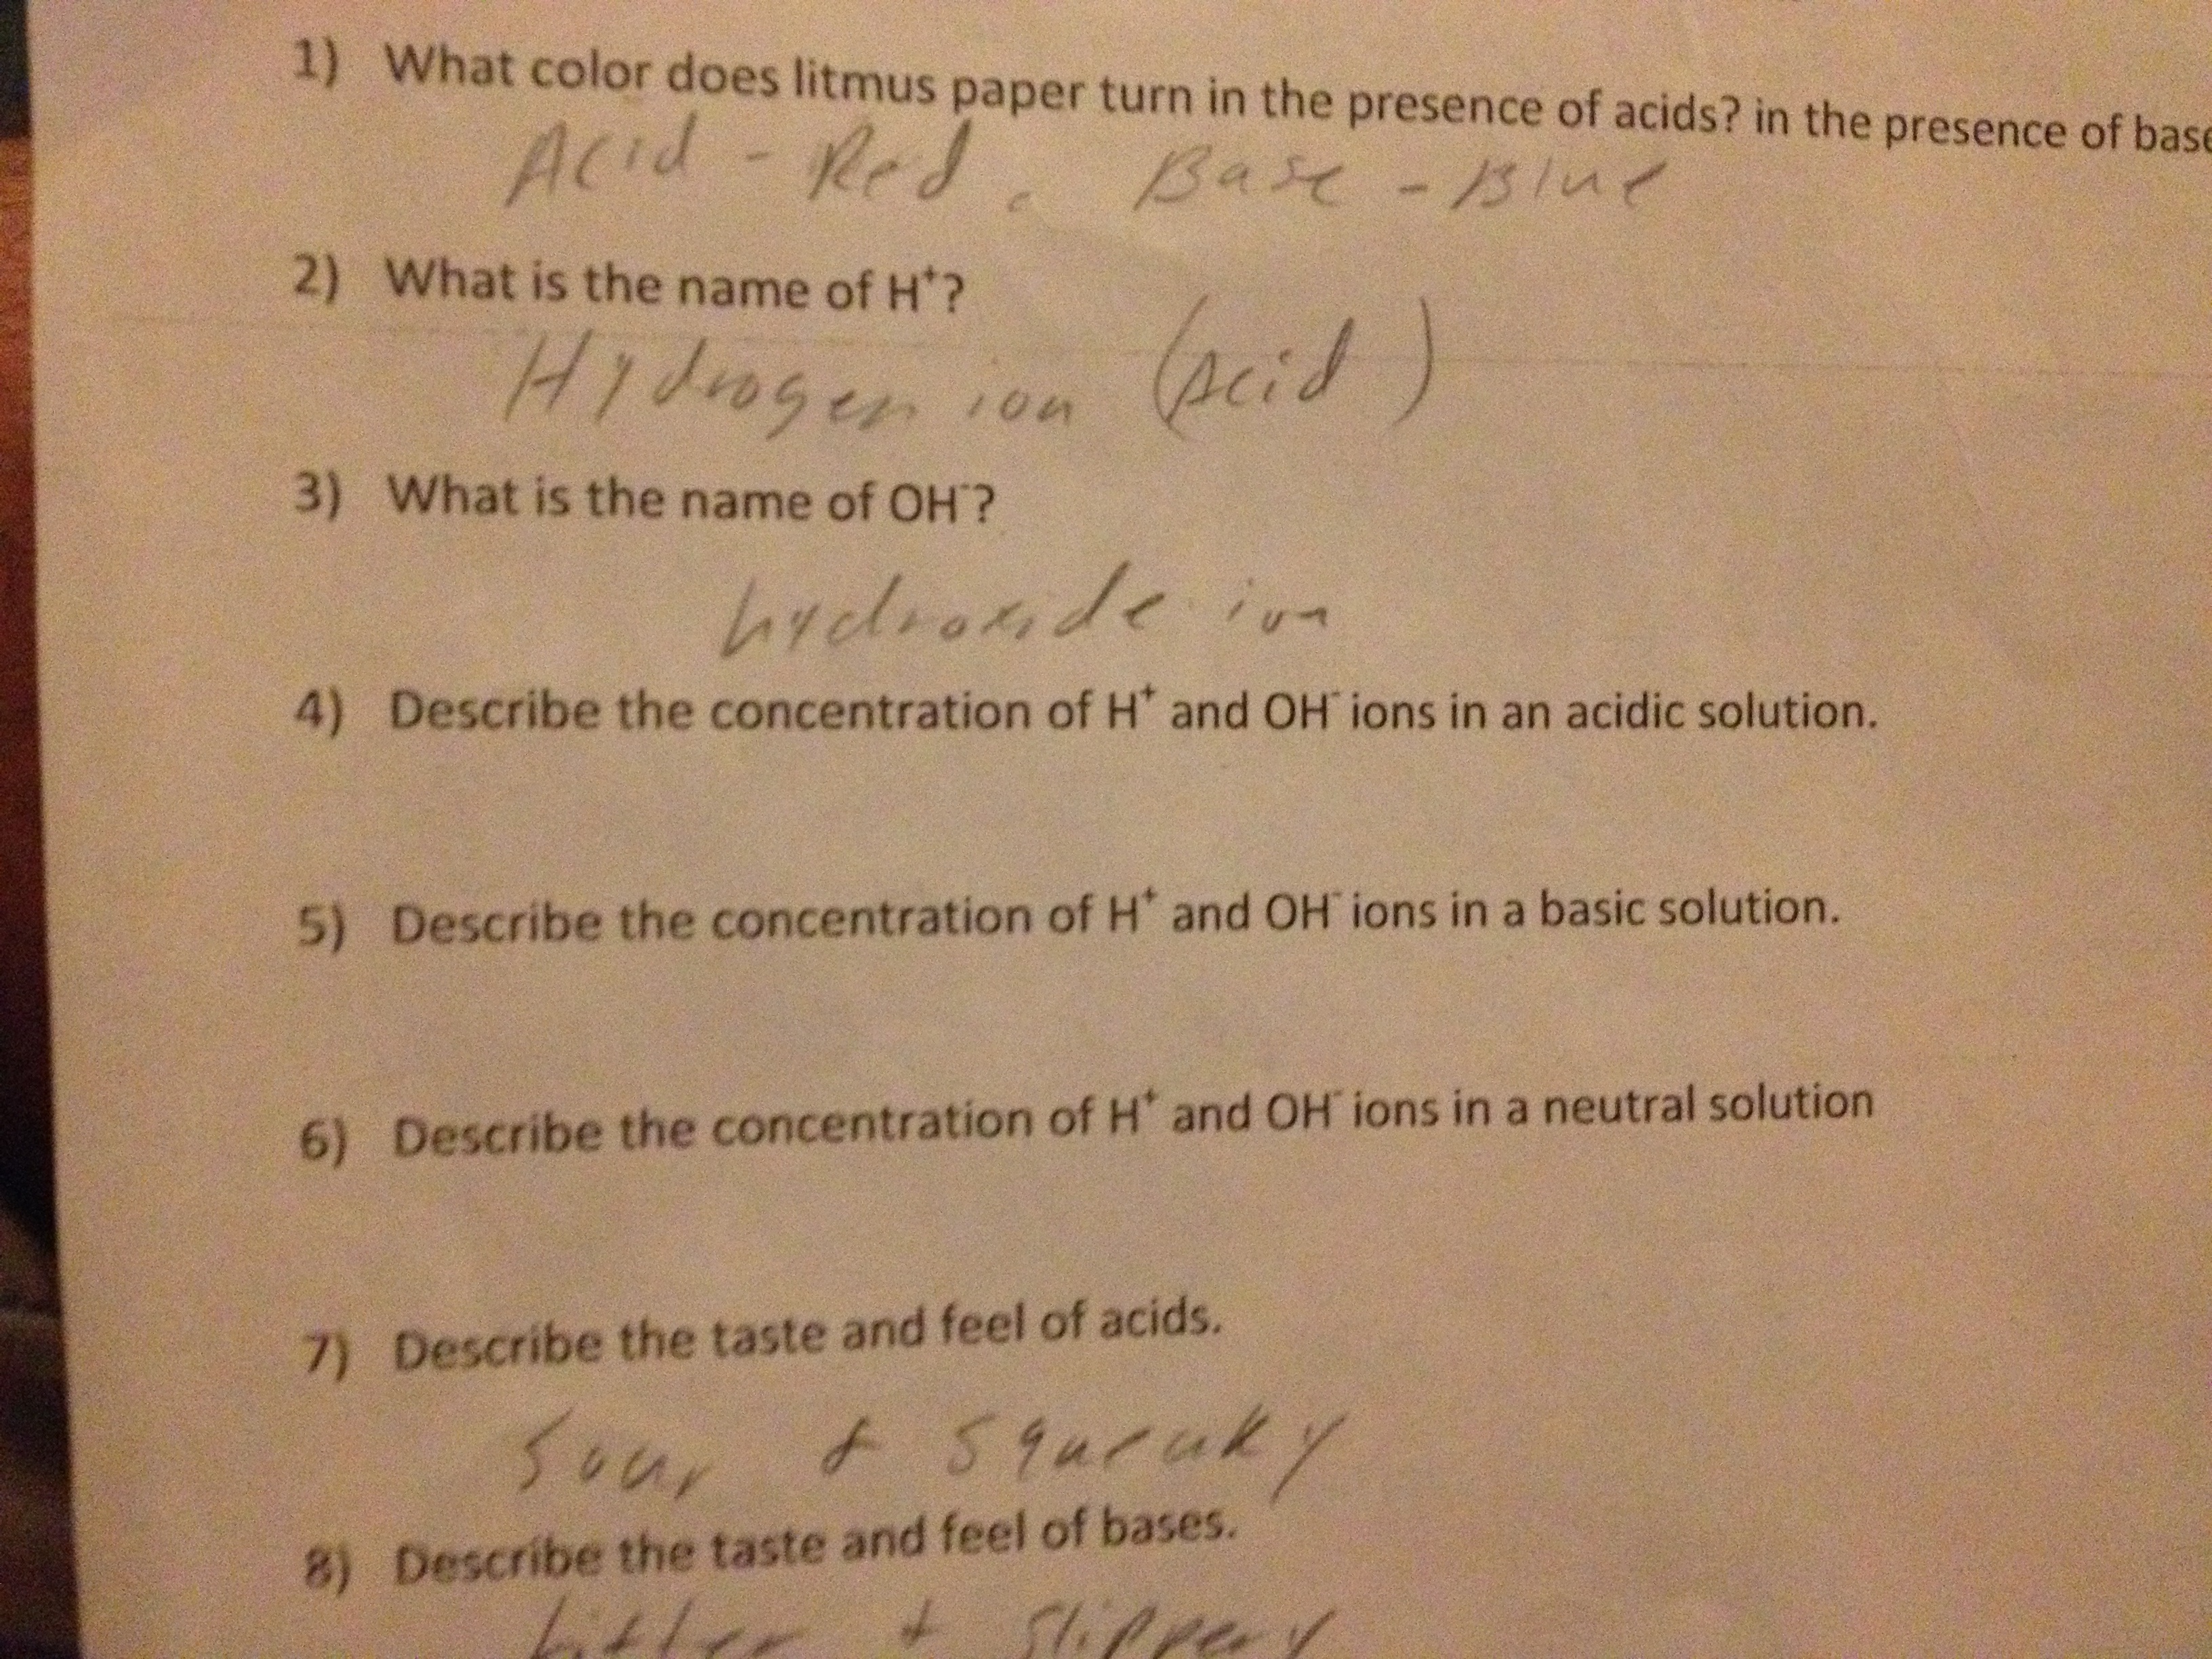 1) What color does litmus paper turn in the presence of acids? in the presence of base
Acid - Red . Base - Blue
2) What is the name of H⁺?
Hydrogen ion (Acid)
3) What is the name of OH⁻?
hydroxide ion
4) Describe the concentration of H⁺ and OH⁻ ions in an acidic solution.
5) Describe the concentration of H⁺ and OH⁻ ions in a basic solution.
6) Describe the concentration of H⁺ and OH⁻ ions in a neutral solution
7) Describe the taste and feel of acids.
Sour + squeuky
8) Describe the taste and feel of bases.
bitter + Slippery